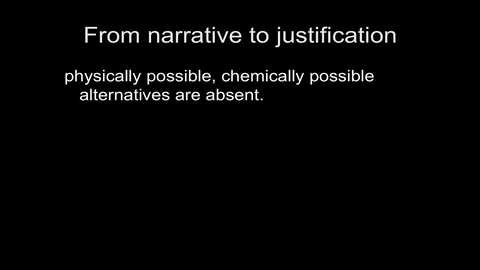 From narrative to justification
physically possible, chemically possible
alternatives are absent.